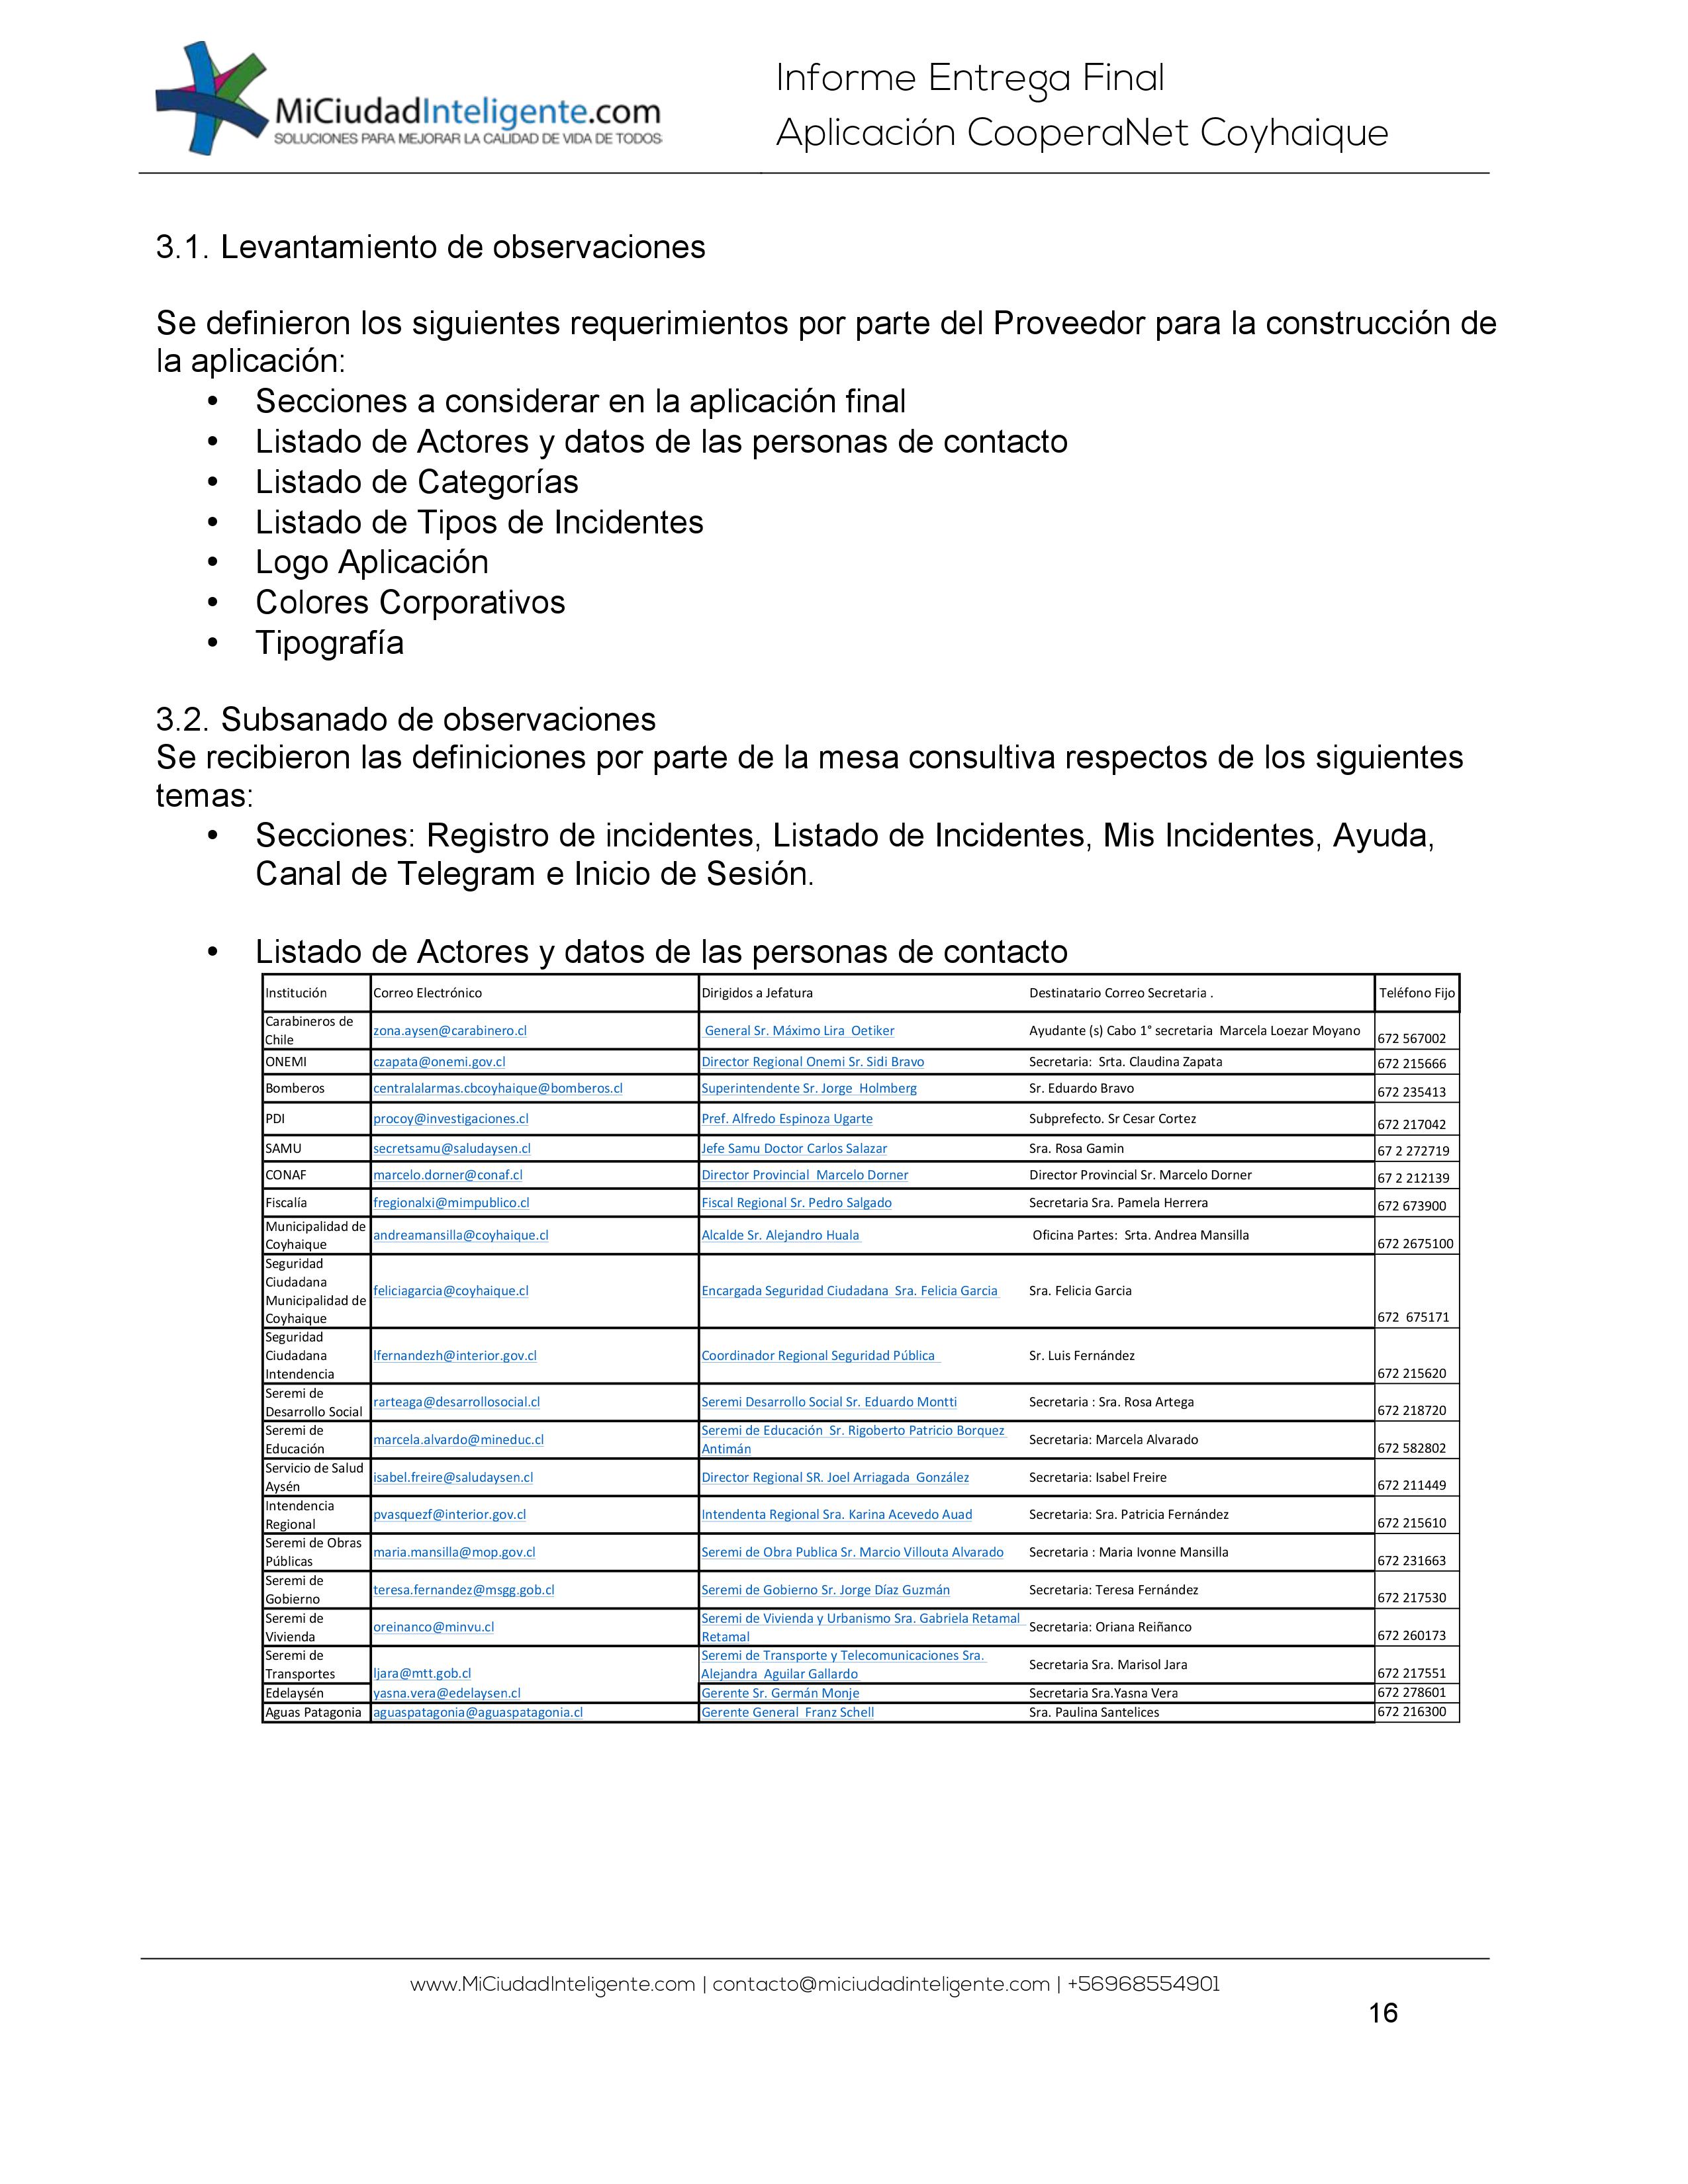 MiCiudadInteligente.com
SOLUCIONES PARA MEJORAR LA CALIDAD DE VIDA DE TODOS
Informe Entrega Final
Aplicación CooperaNet Coyhaique
3.1. Levantamiento de observaciones
Se definieron los siguientes requerimientos por parte del Proveedor para la construcción de
la aplicación:
• Secciones a considerar en la aplicación final
• Listado de Actores y datos de las personas de contacto
• Listado de Categorías
• Listado de Tipos de Incidentes
• Logo Aplicación
• Colores Corporativos
• Tipografía
3.2. Subsanado de observaciones
Se recibieron las definiciones por parte de la mesa consultiva respectos de los siguientes
temas:
• Secciones: Registro de incidentes, Listado de Incidentes, Mis Incidentes, Ayuda,
Canal de Telegram e Inicio de Sesión.
• Listado de Actores y datos de las personas de contacto
Institución Correo Electrónico Dirigidos a Jefatura Destinatario Correo Secretaria . Teléfono Fijo
Carabineros de
Chile zona.aysen@carabinero.cl General Sr. Máximo Lira Oetiker Ayudante (s) Cabo 1° secretaria Marcela Loezar Moyano 672 567002
ONEMI czapata@onemi.gov.cl Director Regional Onemi Sr. Sidi Bravo Secretaria: Srta. Claudina Zapata 672 215666
Bomberos centralalarmas.cbcoyhaique@bomberos.cl Superintendente Sr. Jorge Holmberg Sr. Eduardo Bravo 672 235413
PDI procoy@investigaciones.cl Pref. Alfredo Espinoza Ugarte Subprefecto. Sr Cesar Cortez 672 217042
SAMU secretsamu@saludaysen.cl Jefe Samu Doctor Carlos Salazar Sra. Rosa Gamin 67 2 272719
CONAF marcelo.dorner@conaf.cl Director Provincial Marcelo Dorner Director Provincial Sr. Marcelo Dorner 67 2 212139
Fiscalía fregionalxi@mimpublico.cl Fiscal Regional Sr. Pedro Salgado Secretaria Sra. Pamela Herrera 672 673900
Municipalidad de
Coyhaique andreamansilla@coyhaique.cl Alcalde Sr. Alejandro Huala Oficina Partes: Srta. Andrea Mansilla 672 2675100
Seguridad
Ciudadana
Municipalidad de
Coyhaique feliciagarcia@coyhaique.cl Encargada Seguridad Ciudadana Sra. Felicia Garcia Sra. Felicia Garcia 672 675171
Seguridad
Ciudadana
Intendencia lfernandezh@interior.gov.cl Coordinador Regional Seguridad Pública Sr. Luis Fernández 672 215620
Seremi de
Desarrollo Social rarteaga@desarrollosocial.cl Seremi Desarrollo Social Sr. Eduardo Montti Secretaria : Sra. Rosa Artega 672 218720
Seremi de
Educación marcela.alvardo@mineduc.cl Seremi de Educación Sr. Rigoberto Patricio Borquez
Antimán Secretaria: Marcela Alvarado 672 582802
Servicio de Salud
Aysén isabel.freire@saludaysen.cl Director Regional SR. Joel Arriagada González Secretaria: Isabel Freire 672 211449
Intendencia
Regional pvasquezf@interior.gov.cl Intendenta Regional Sra. Karina Acevedo Auad Secretaria: Sra. Patricia Fernández 672 215610
Seremi de Obras
Públicas maria.mansilla@mop.gov.cl Seremi de Obra Publica Sr. Marcio Villouta Alvarado Secretaria : Maria Ivonne Mansilla 672 231663
Seremi de
Gobierno teresa.fernandez@msgg.gob.cl Seremi de Gobierno Sr. Jorge Díaz Guzmán Secretaria: Teresa Fernández 672 217530
Seremi de
Vivienda oreinanco@minvu.cl Seremi de Vivienda y Urbanismo Sra. Gabriela Retamal
Retamal Secretaria: Oriana Reiñanco 672 260173
Seremi de
Transportes ljara@mtt.gob.cl Seremi de Transporte y Telecomunicaciones Sra.
Alejandra Aguilar Gallardo Secretaria Sra. Marisol Jara 672 217551
Edelaysén yasna.vera@edelaysen.cl Gerente Sr. Germán Monje Secretaria Sra.Yasna Vera 672 278601
Aguas Patagonia aguaspatagonia@aguaspatagonia.cl Gerente General Franz Schell Sra. Paulina Santelices 672 216300
www.MiCiudadInteligente.com | contacto@miciudadinteligente.com | +56968554901
16